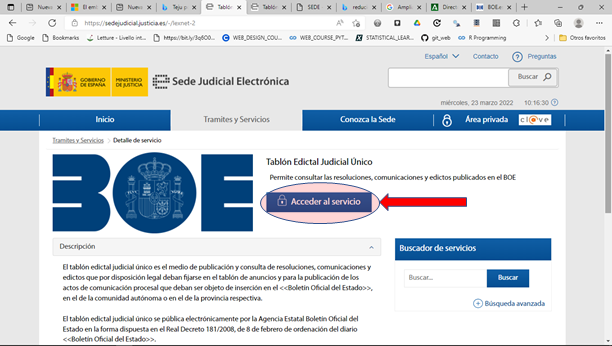 Nuevo
El emb
Nuevo
Teju p
Tablón
Tablón
SEDE
reduc
Ampli
Direct
BOE.e
https://sedejudicial.justicia.es/-/lexnet-2
Google
Bookmarks
Letture - Livello int...
https://bit.ly/3q6O0...
WEB_DESIGN_COU...
WEB_COURSE_PYT...
STATISTICAL_LEAR...
git_web
R Programming
Otros favoritos
Español
Contacto
Preguntas
GOBIERNO DE ESPAÑA
MINISTERIO DE JUSTICIA
Sede Judicial Electrónica
Buscar
miércoles, 23 marzo 2022 10:16:30
Inicio
Tramites y Servicios
Conozca la Sede
Área privada
cl@ve
Tramites y Servicios > Detalle de servicio
BOE
Tablón Edictal Judicial Único
Permite consultar las resoluciones, comunicaciones y edictos publicados en el BOE
Acceder al servicio
Descripción
El tablón edictal judicial único es el medio de publicación y consulta de resoluciones, comunicaciones y
edictos que por disposición legal deban fijarse en el tablón de anuncios y para la publicación de los
actos de comunicación procesal que deban ser objeto de inserción en el <<Boletín Oficial del Estado>>,
en el de la comunidad autónoma o en el de la provincia respectiva.
El tablón edictal judicial único se pública electrónicamente por la Agencia Estatal Boletín Oficial del
Estado en la forma dispuesta en el Real Decreto 181/2008, de 8 de febrero de ordenación del diario
<<Boletín Oficial del Estado>>.
Buscador de servicios
Buscar...
Buscar
Búsqueda avanzada